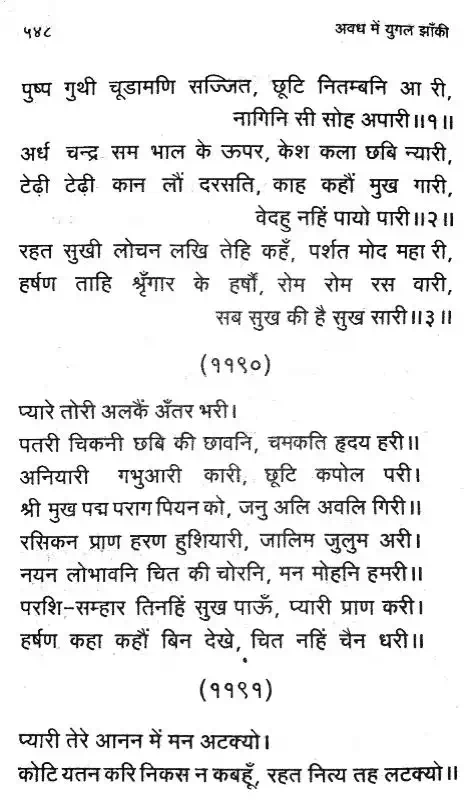 ५४८ अवध में युगल झाँकी
पुष्प गुथी चूडामणि सज्जित, छूटि नितम्बनि आ री,
नागिनि सी सोह अपारी॥१॥
अर्ध चन्द्र सम भाल के ऊपर, केश कला छबि न्यारी,
टेढ़ी टेढ़ी कान लौं दरसति, काह कहौं मुख गारी,
वेदहु नहिं पायो पारी॥२॥
रहत सुखी लोचन लखि तेहि कहँ, पर्शत मोद महा री,
हर्षण ताहि श्रृँगार के हर्षौं, रोम रोम रस वारी,
सब सुख की है सुख सारी॥३॥
(११९०)
प्यारे तोरी अलकैं अँतर भरी।
पतरी चिकनी छबि की छावनि, चमकति हृदय हरी॥
अनियारी गभुआरी कारी, छूटि कपोल परी।
श्री मुख पद्म पराग पियन को, जनु अलि अवलि गिरी॥
रसिकन प्राण हरण हुशियारी, जालिम जुलुम अरी।
नयन लोभावनि चित की चोरनि, मन मोहनि हमरी॥
परशि-सम्हार तिनहिं सुख पाऊँ, प्यारी प्राण करी।
हर्षण कहा कहौं बिन देखे, चित नहिं चैन धरी॥
(११९१)
प्यारी तेरे आनन में मन अटक्यो।
कोटि यतन करि निकस न कबहूँ, रहत नित्य तह लटक्यो॥